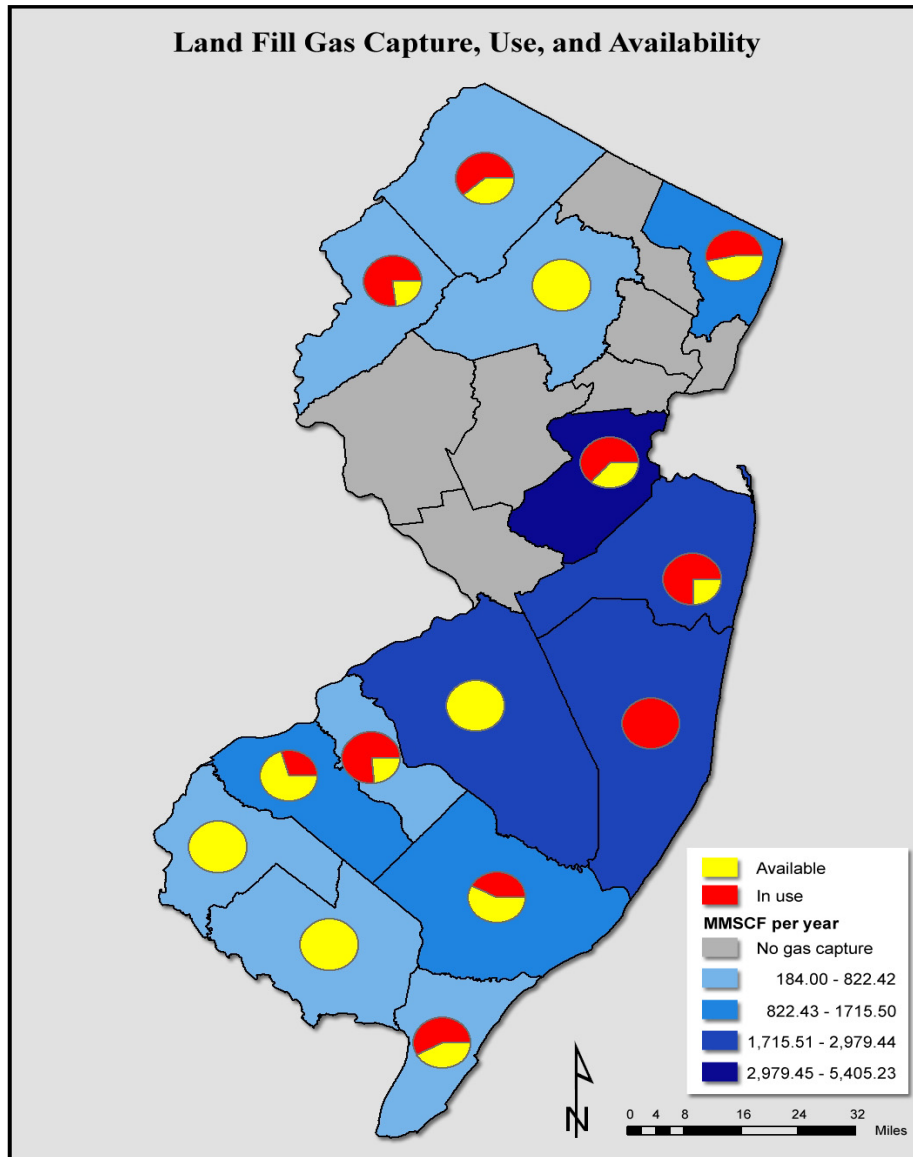 Land Fill Gas Capture, Use, and Availability
Available
In use
MMSCF per year
No gas capture
184.00 - 822.42
822.43 - 1715.50
1,715.51 - 2,979.44
2,979.45 - 5,405.23
N
0 4 8 16 24 32
Miles